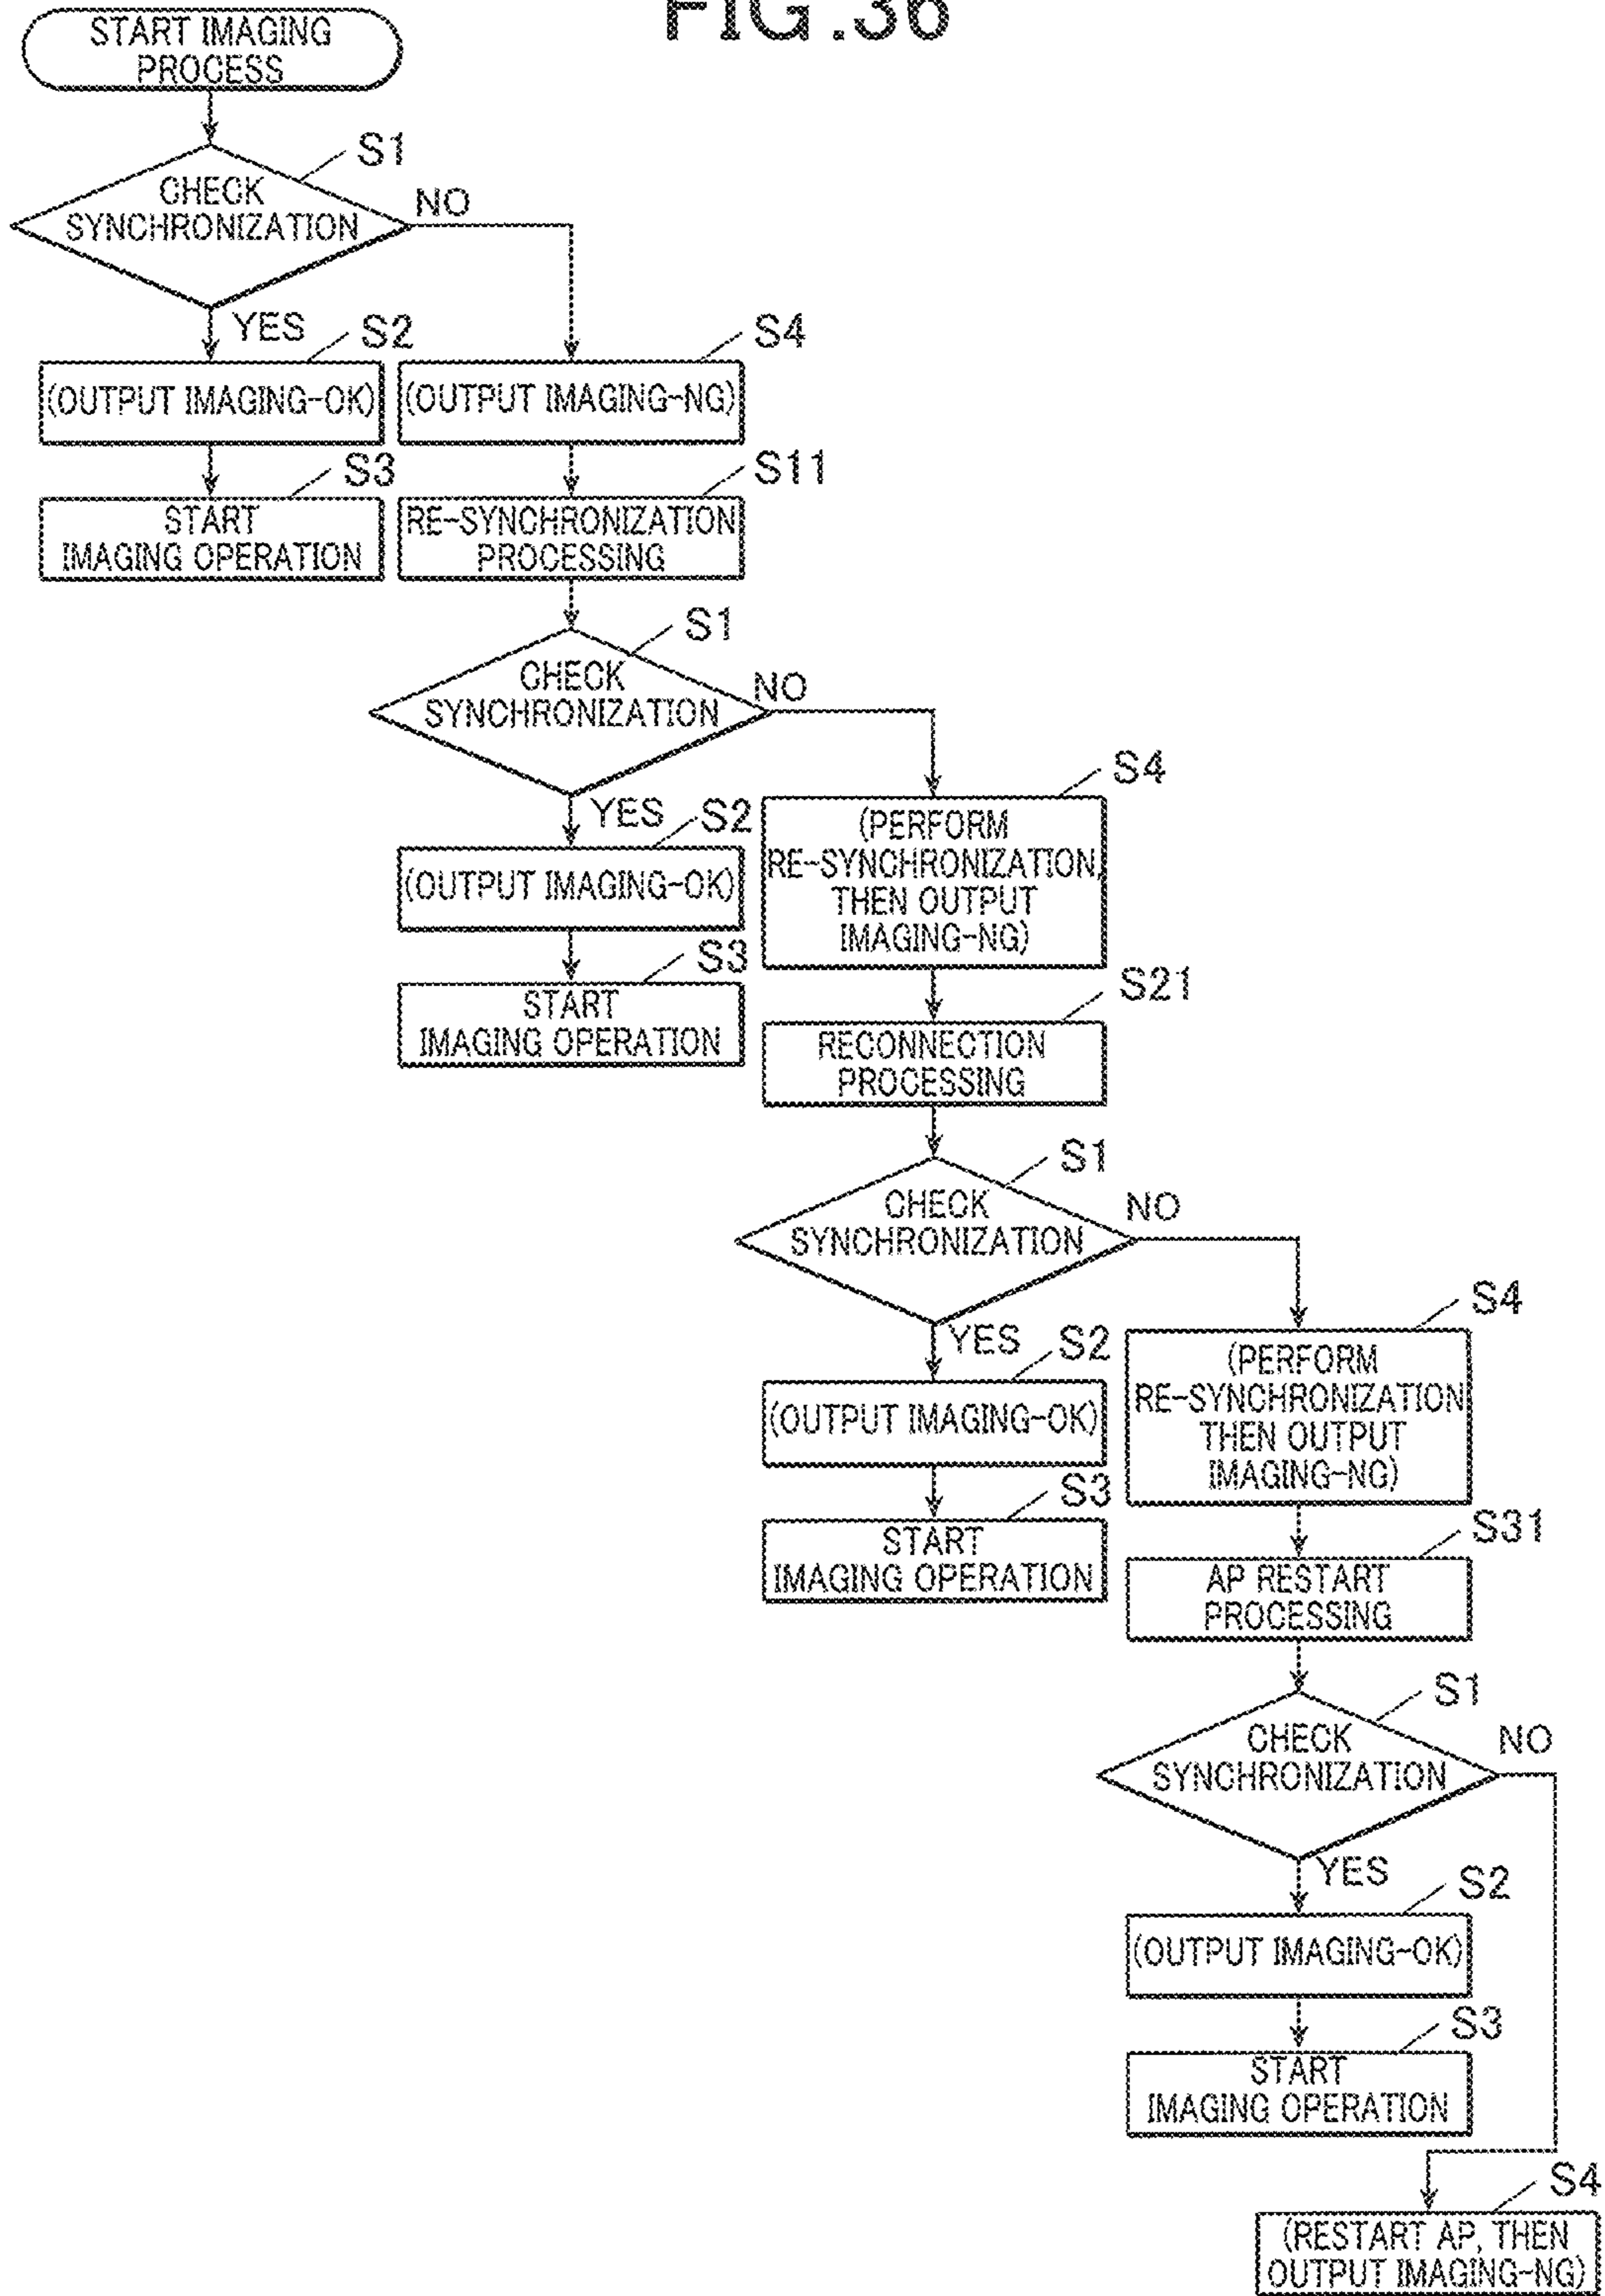 FIG.36
START IMAGING
PROCESS
S1
CHECK
SYNCHRONIZATION
NO
YES
S2
(OUTPUT IMAGING-OK)
S4
(OUTPUT IMAGING-NG)
S3
START
IMAGING OPERATION
S11
RE-SYNCHRONIZATION
PROCESSING
S1
CHECK
SYNCHRONIZATION
NO
YES
S2
(OUTPUT IMAGING-OK)
S3
START
IMAGING OPERATION
S4
(PERFORM
RE-SYNCHRONIZATION,
THEN OUTPUT
IMAGING-NG)
S21
RECONNECTION
PROCESSING
S1
CHECK
SYNCHRONIZATION
NO
YES
S2
(OUTPUT IMAGING-OK)
S3
START
IMAGING OPERATION
S4
(PERFORM
RE-SYNCHRONIZATION
THEN OUTPUT
IMAGING-NG)
S31
AP RESTART
PROCESSING
S1
CHECK
SYNCHRONIZATION
NO
YES
S2
(OUTPUT IMAGING-OK)
S3
START
IMAGING OPERATION
S4
(RESTART AP, THEN
OUTPUT IMAGING-NG)